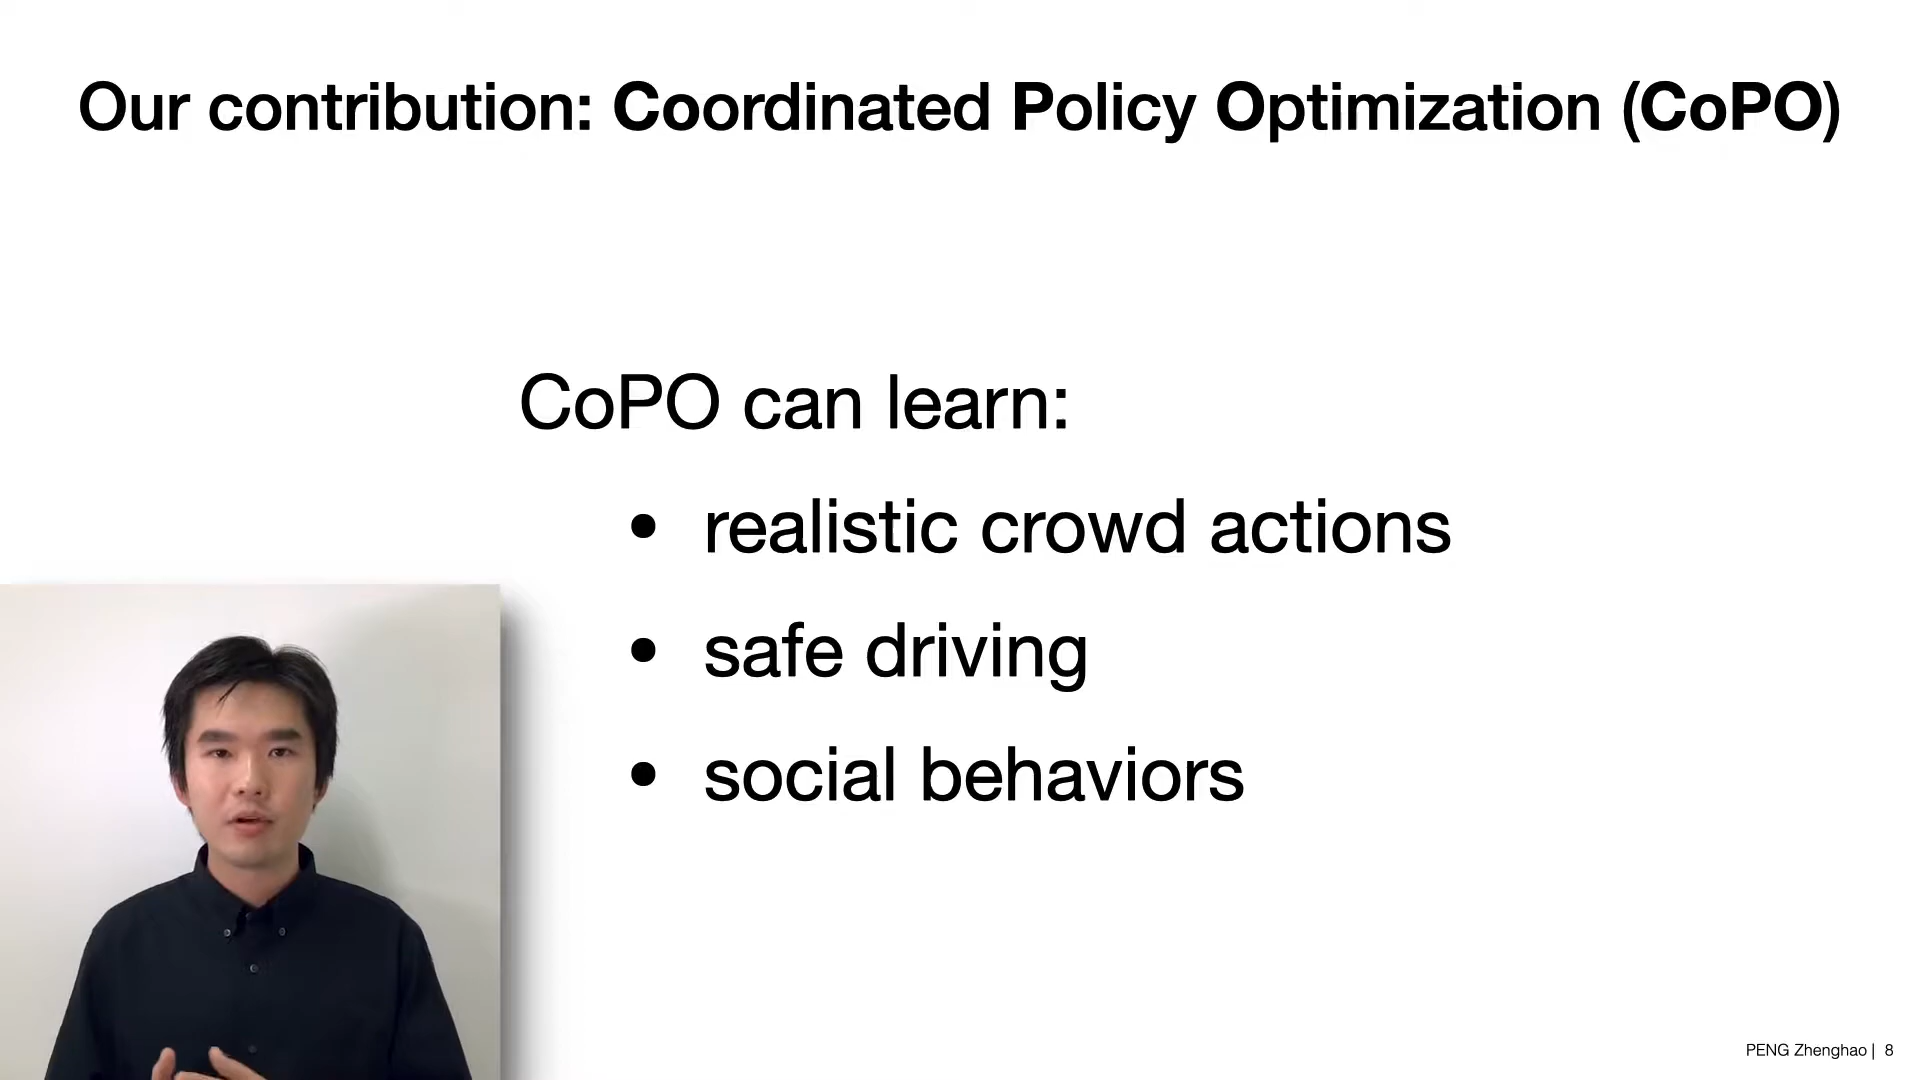 Our contribution: Coordinated Policy Optimization (CoPO)
CoPO can learn:
• realistic crowd actions
• safe driving
• social behaviors
PENG Zhenghao | 8